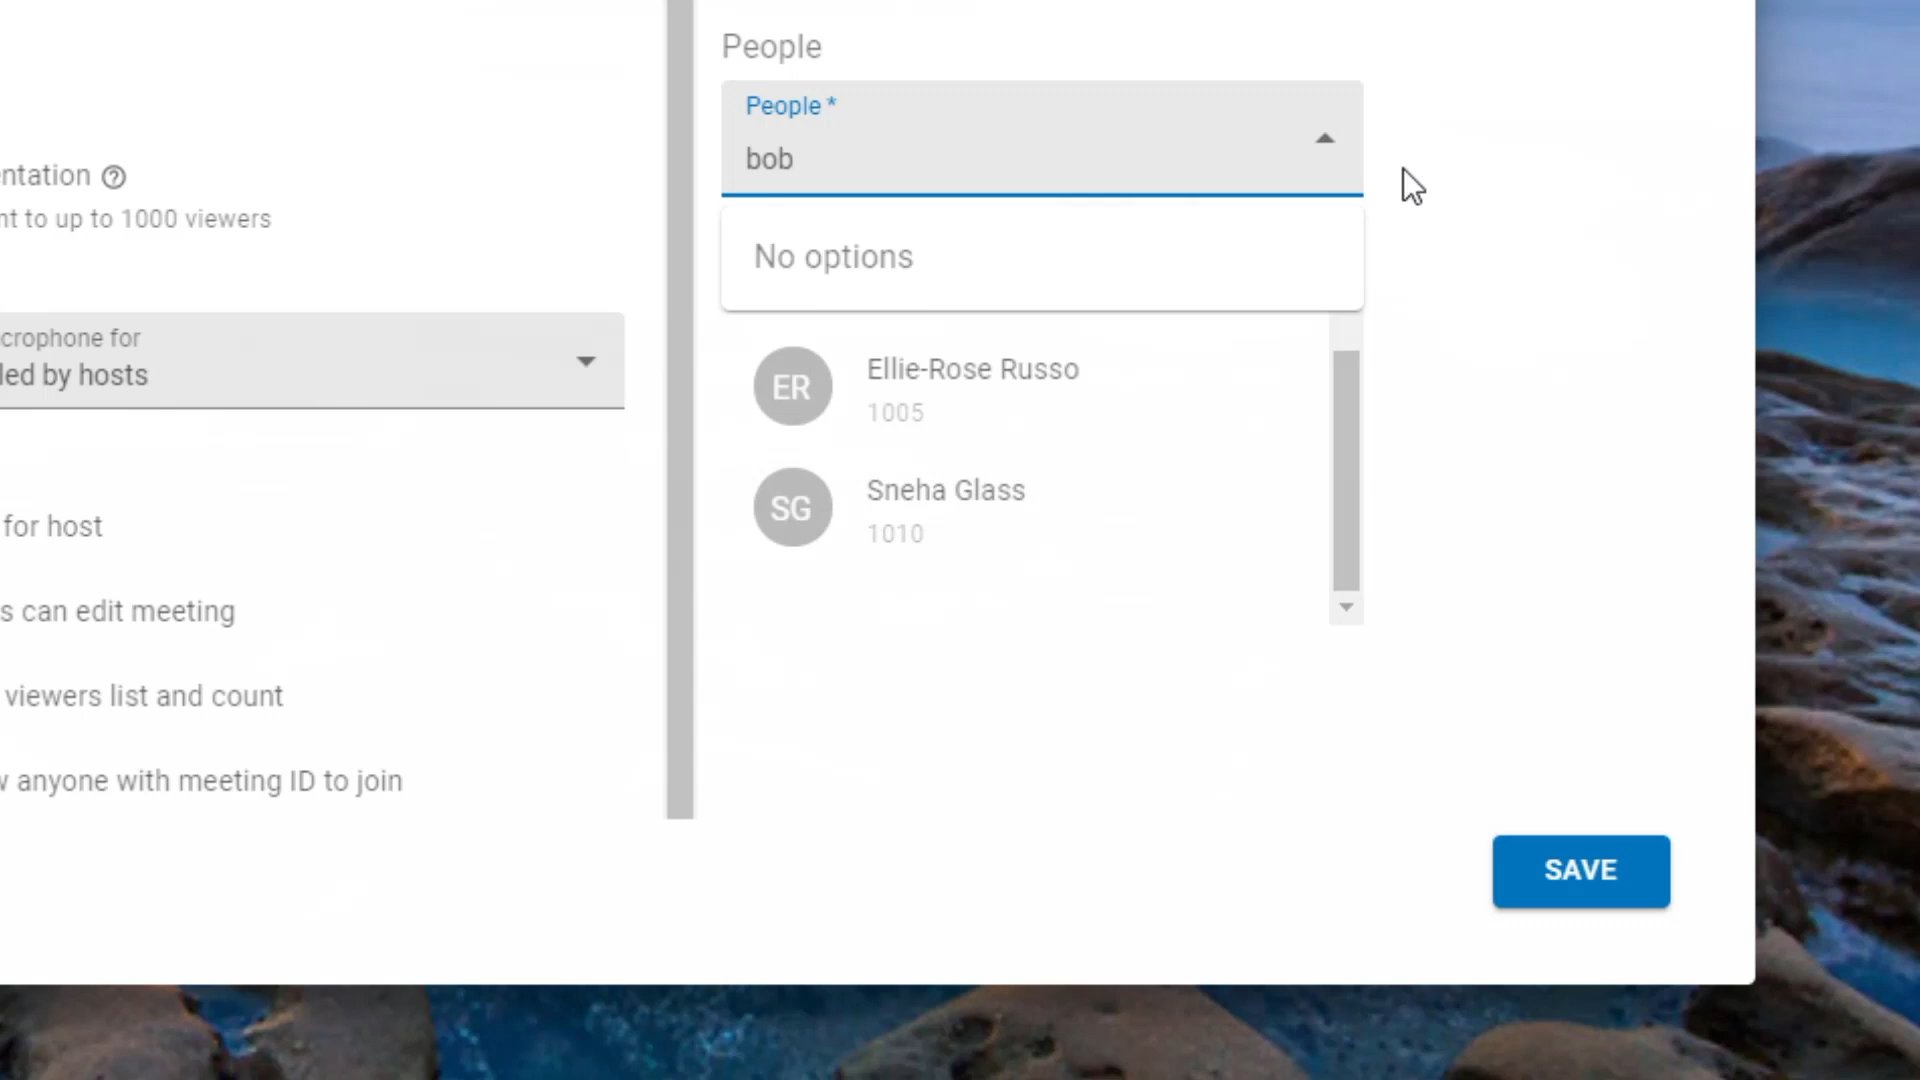 People
People *
bob
No options
ntation
nt to up to 1000 viewers
crophone for
led by hosts
ER
Ellie-Rose Russo
1005
SG
Sneha Glass
1010
for host
s can edit meeting
viewers list and count
w anyone with meeting ID to join
SAVE